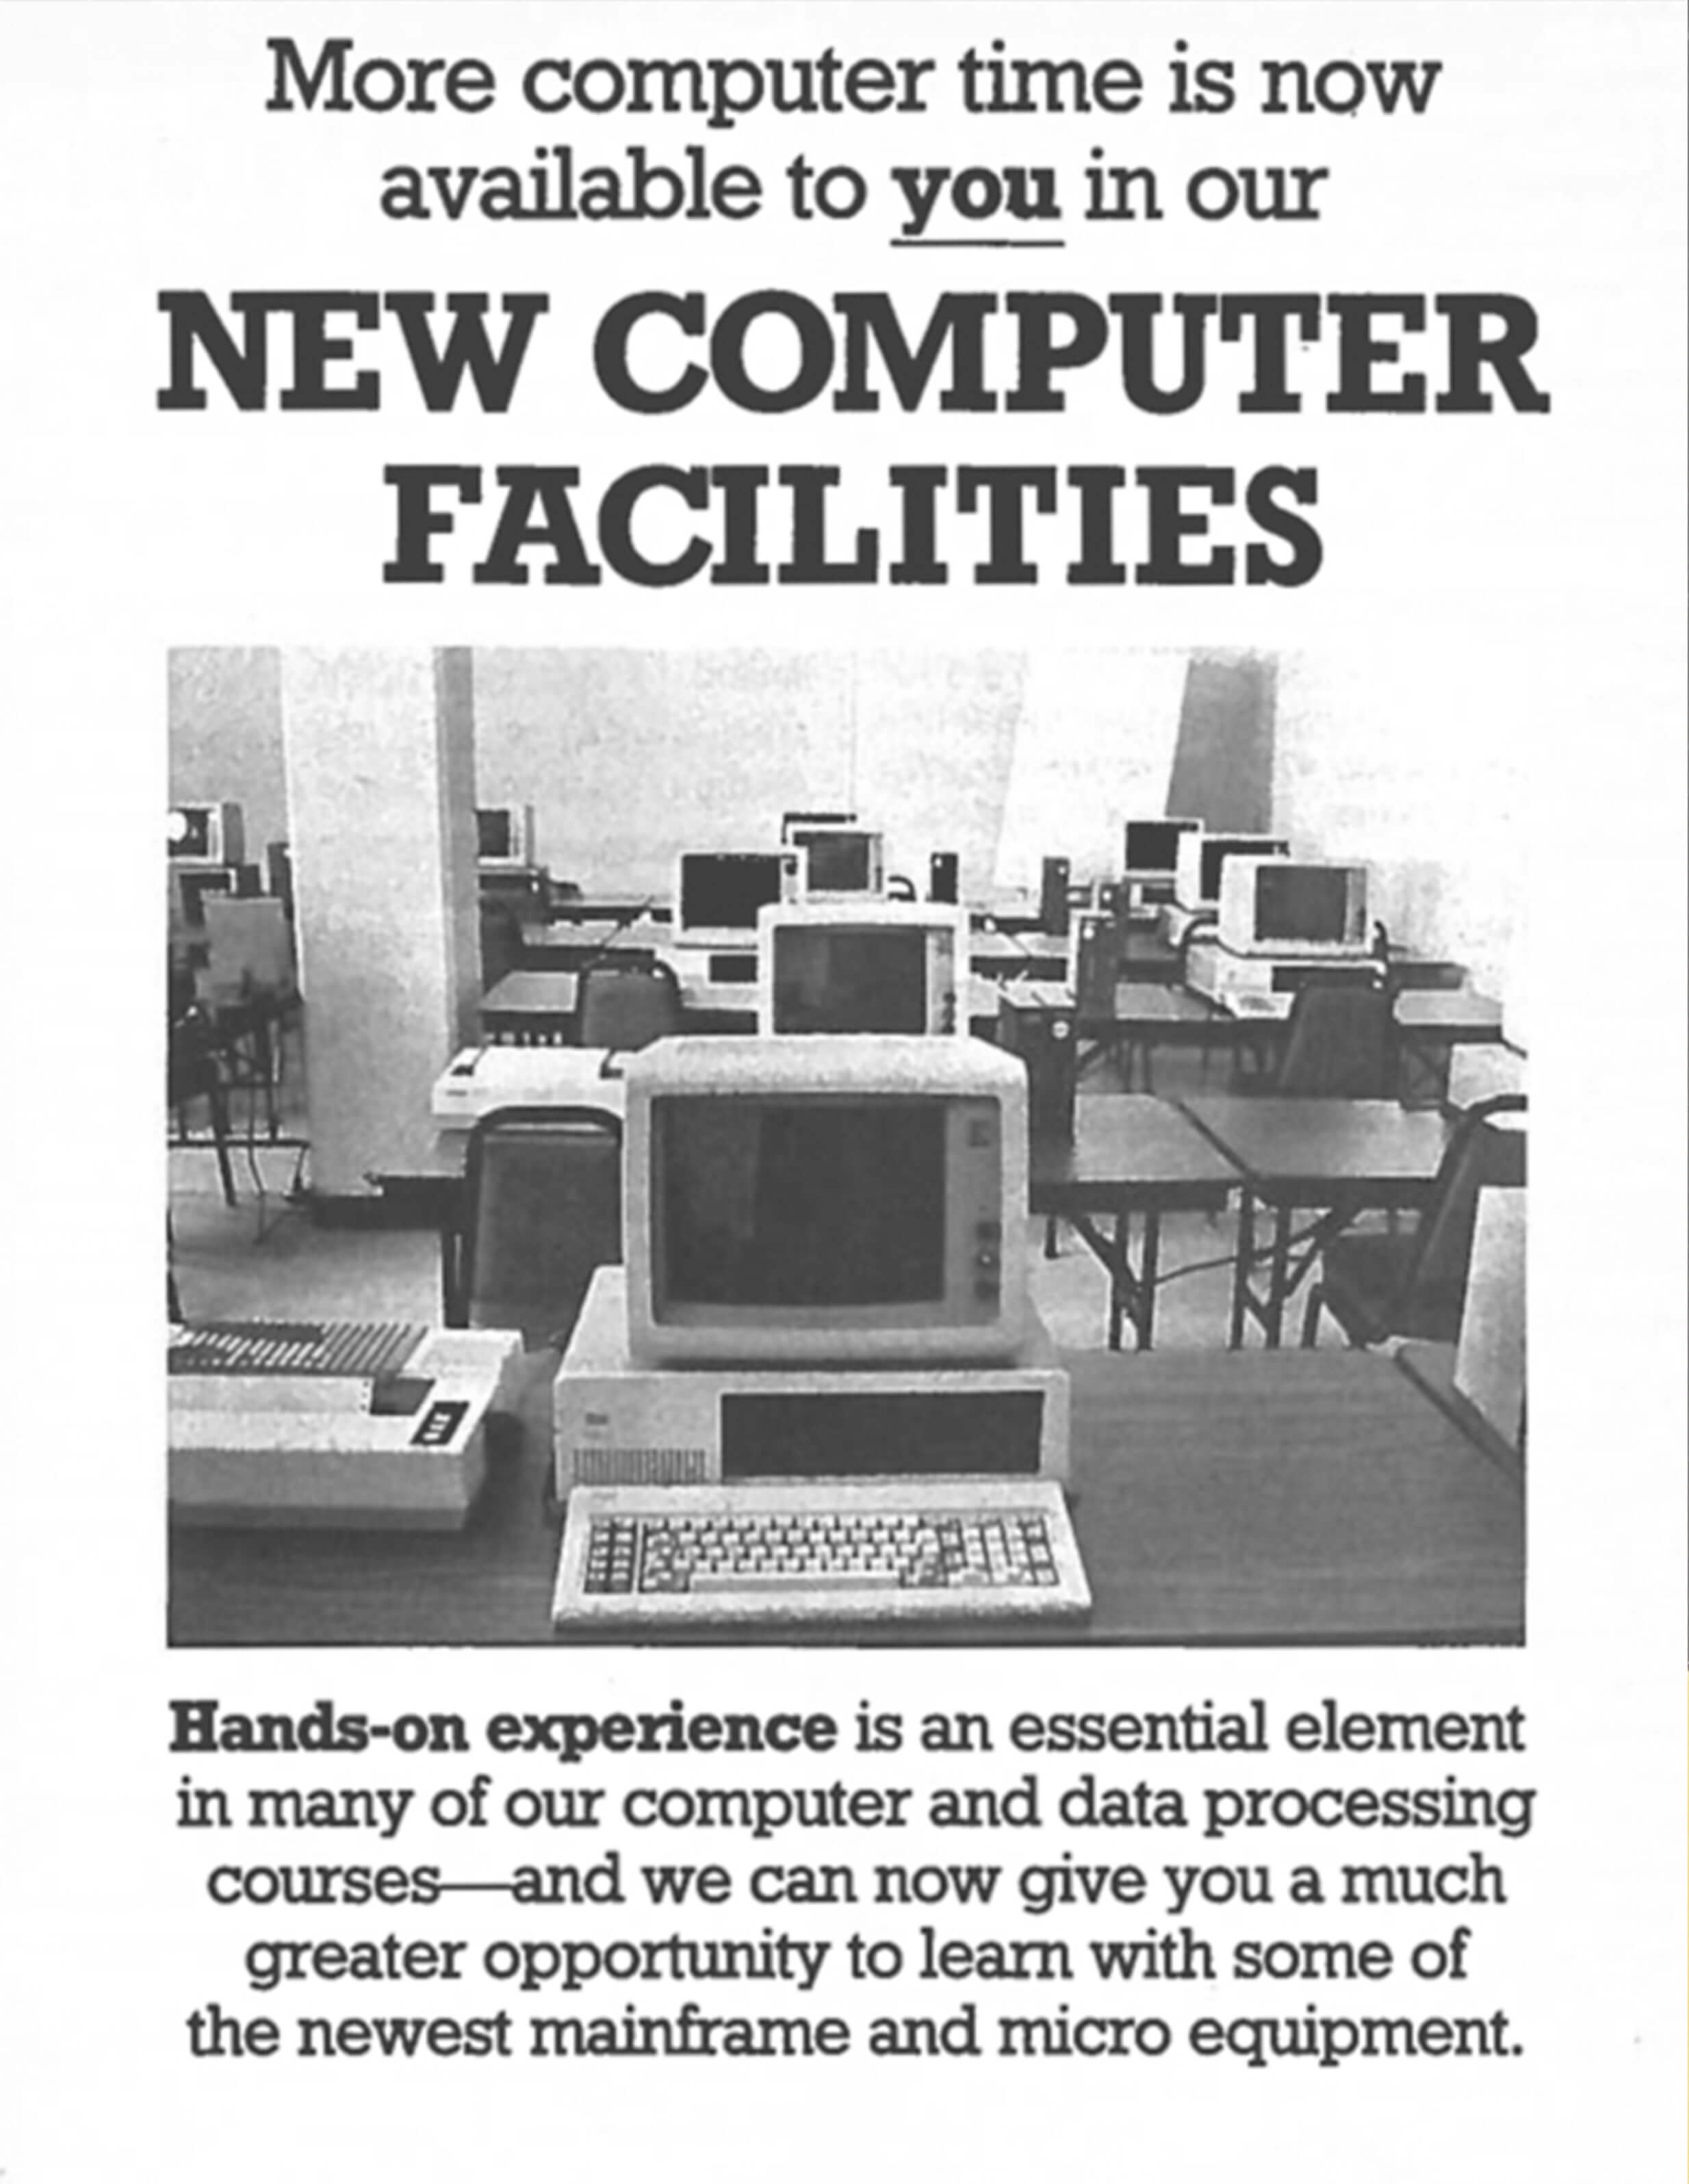 More computer time is now
available to you in our
NEW COMPUTER
FACILITIES
Hands-on experience is an essential element
in many of our computer and data processing
courses—and we can now give you a much
greater opportunity to learn with some of
the newest mainframe and micro equipment.